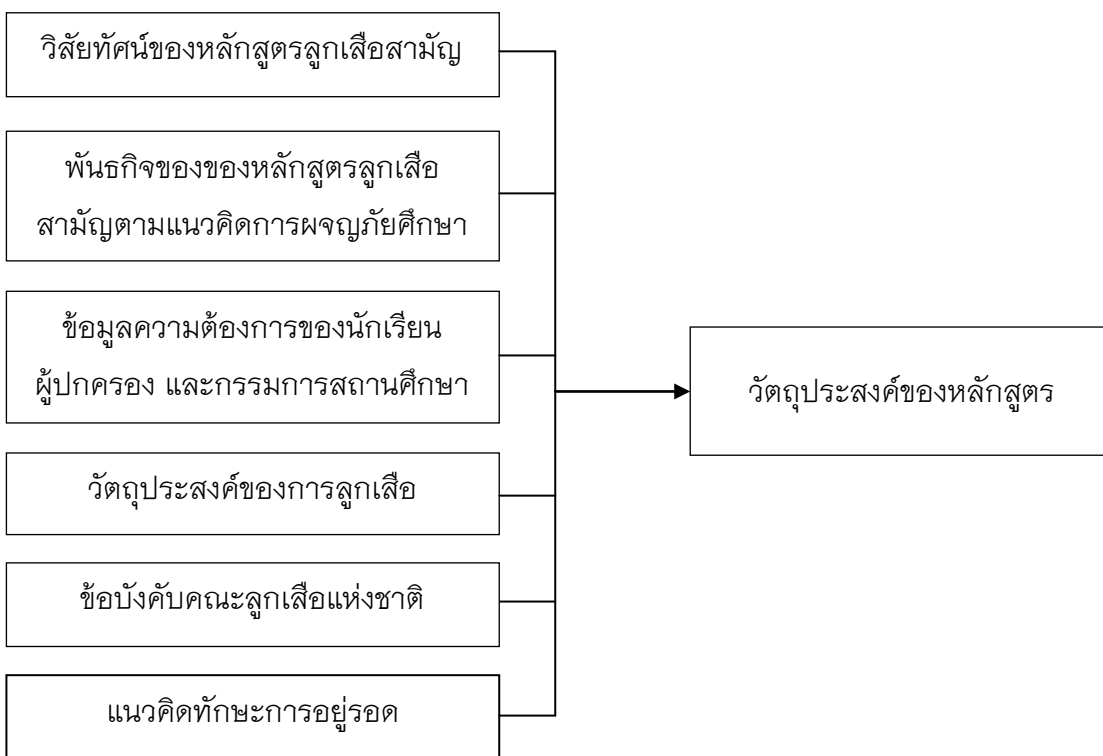 วิสัยทัศน์ของหลักสูตรลูกเสือสามัญ
พันธกิจของของหลักสูตรลูกเสือ
สามัญตามแนวคิดการผจญภัยศึกษา
ข้อมูลความต้องการของนักเรียน
ผู้ปกครอง และกรรมการสถานศึกษา
วัตถุประสงค์ของการลูกเสือ
ข้อบังคับคณะลูกเสือแห่งชาติ
แนวคิดทักษะการอยู่รอด
วัตถุประสงค์ของหลักสูตร